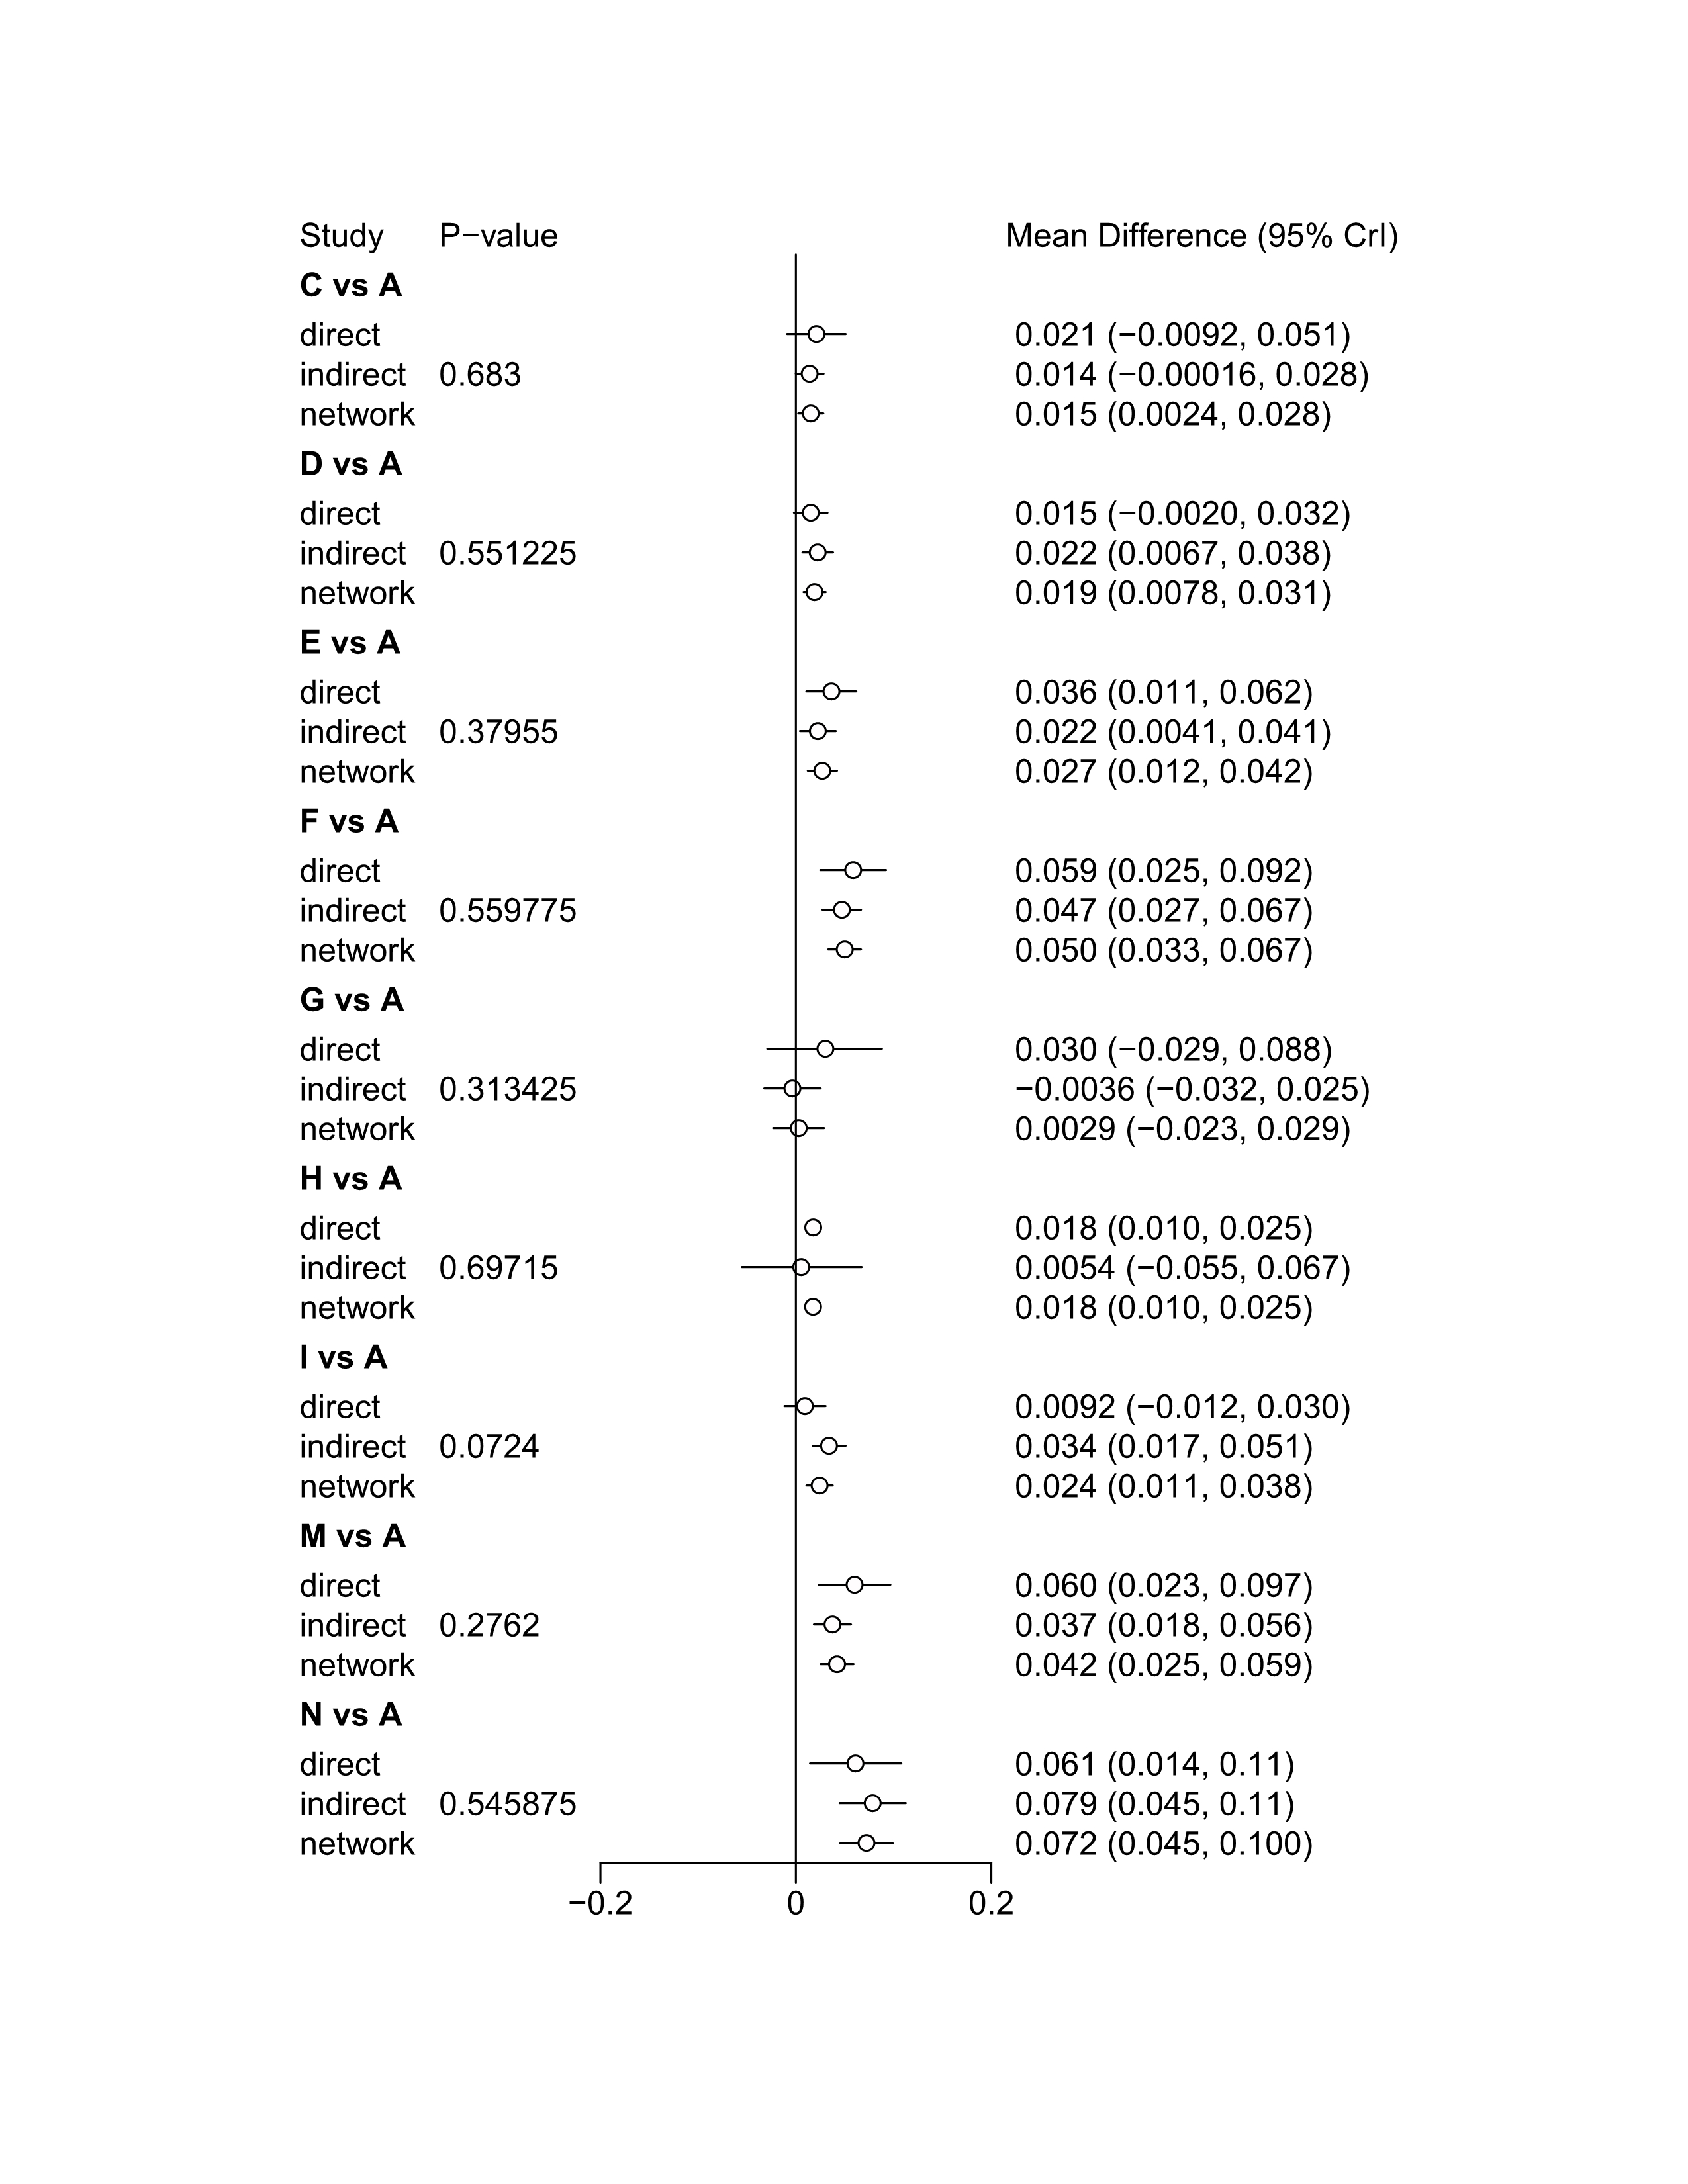 Study P−value Mean Difference (95% CrI)
C vs A
direct 0.021 (−0.0092, 0.051)
indirect 0.683 0.014 (−0.00016, 0.028)
network 0.015 (0.0024, 0.028)
D vs A
direct 0.015 (−0.0020, 0.032)
indirect 0.551225 0.022 (0.0067, 0.038)
network 0.019 (0.0078, 0.031)
E vs A
direct 0.036 (0.011, 0.062)
indirect 0.37955 0.022 (0.0041, 0.041)
network 0.027 (0.012, 0.042)
F vs A
direct 0.059 (0.025, 0.092)
indirect 0.559775 0.047 (0.027, 0.067)
network 0.050 (0.033, 0.067)
G vs A
direct 0.030 (−0.029, 0.088)
indirect 0.313425 −0.0036 (−0.032, 0.025)
network 0.0029 (−0.023, 0.029)
H vs A
direct 0.018 (0.010, 0.025)
indirect 0.69715 0.0054 (−0.055, 0.067)
network 0.018 (0.010, 0.025)
I vs A
direct 0.0092 (−0.012, 0.030)
indirect 0.0724 0.034 (0.017, 0.051)
network 0.024 (0.011, 0.038)
M vs A
direct 0.060 (0.023, 0.097)
indirect 0.2762 0.037 (0.018, 0.056)
network 0.042 (0.025, 0.059)
N vs A
direct 0.061 (0.014, 0.11)
indirect 0.545875 0.079 (0.045, 0.11)
network 0.072 (0.045, 0.100)
−0.2 0 0.2